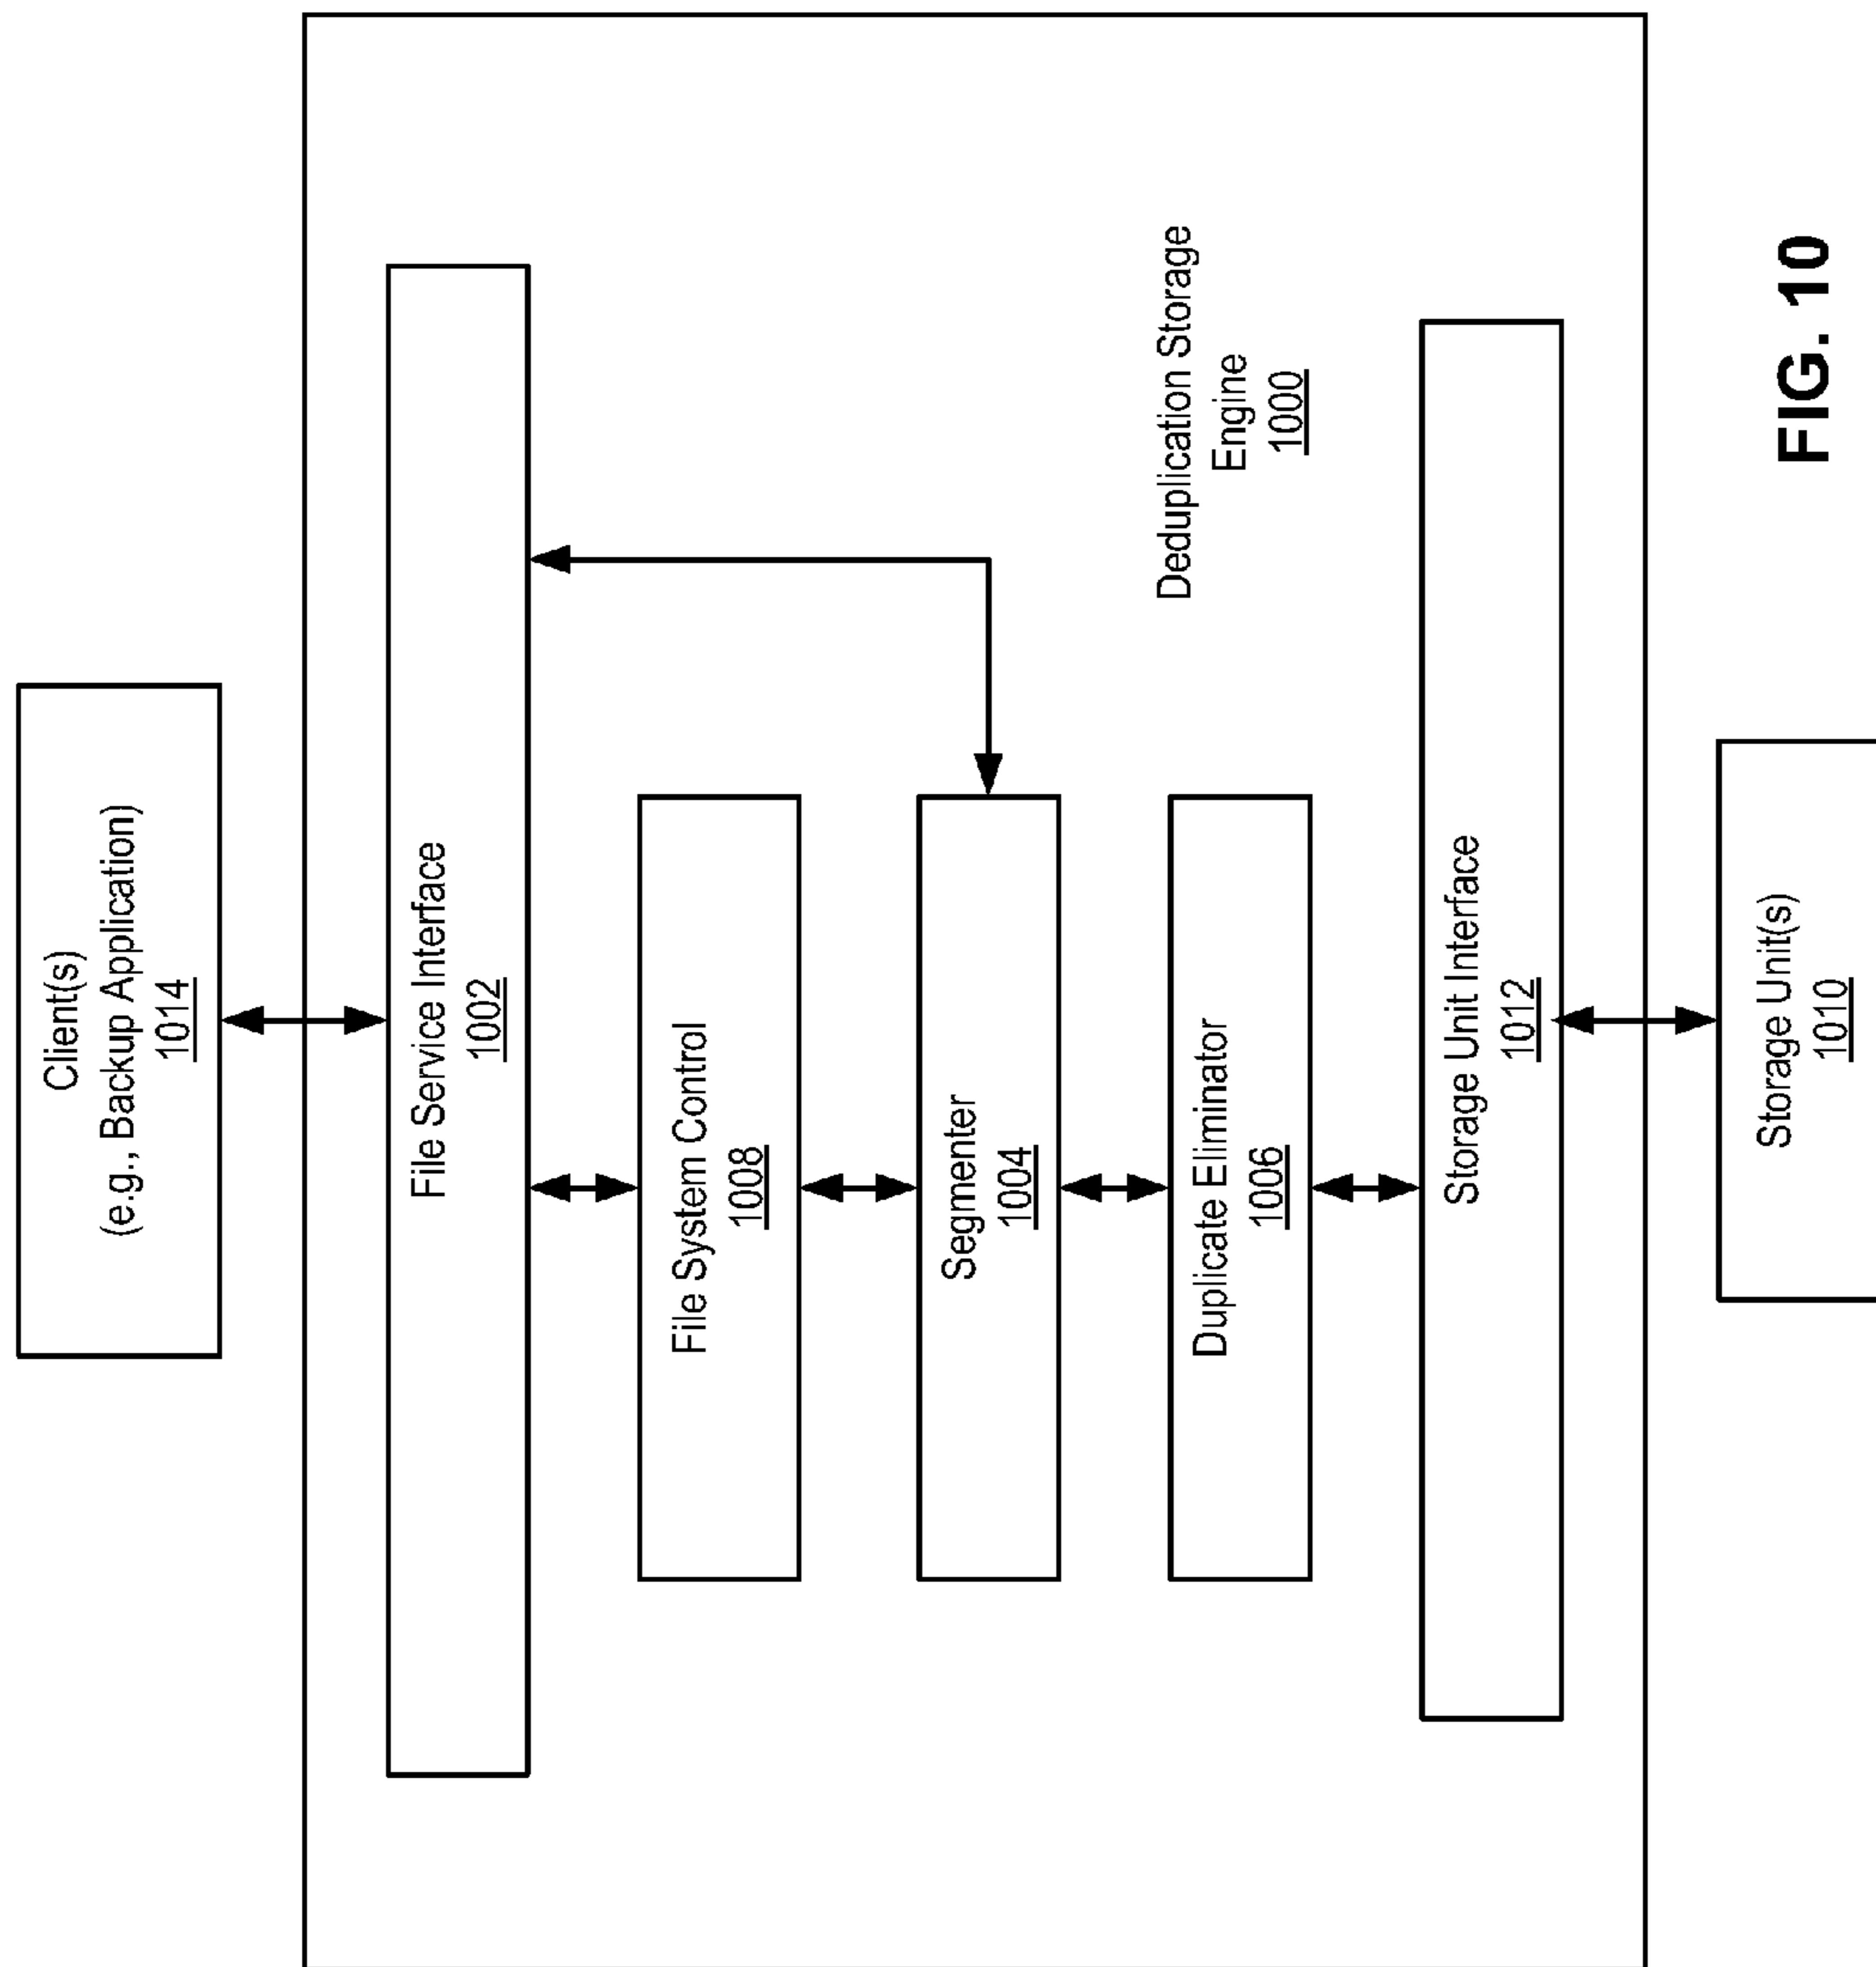 Client(s)
(e.g., Backup Application)
1014
File Service Interface
1002
File System Control
1008
Segmenter
1004
Duplicate Eliminator
1006
Deduplication Storage
Engine
1000
Storage Unit Interface
1012
Storage Unit(s)
1010
FIG. 10